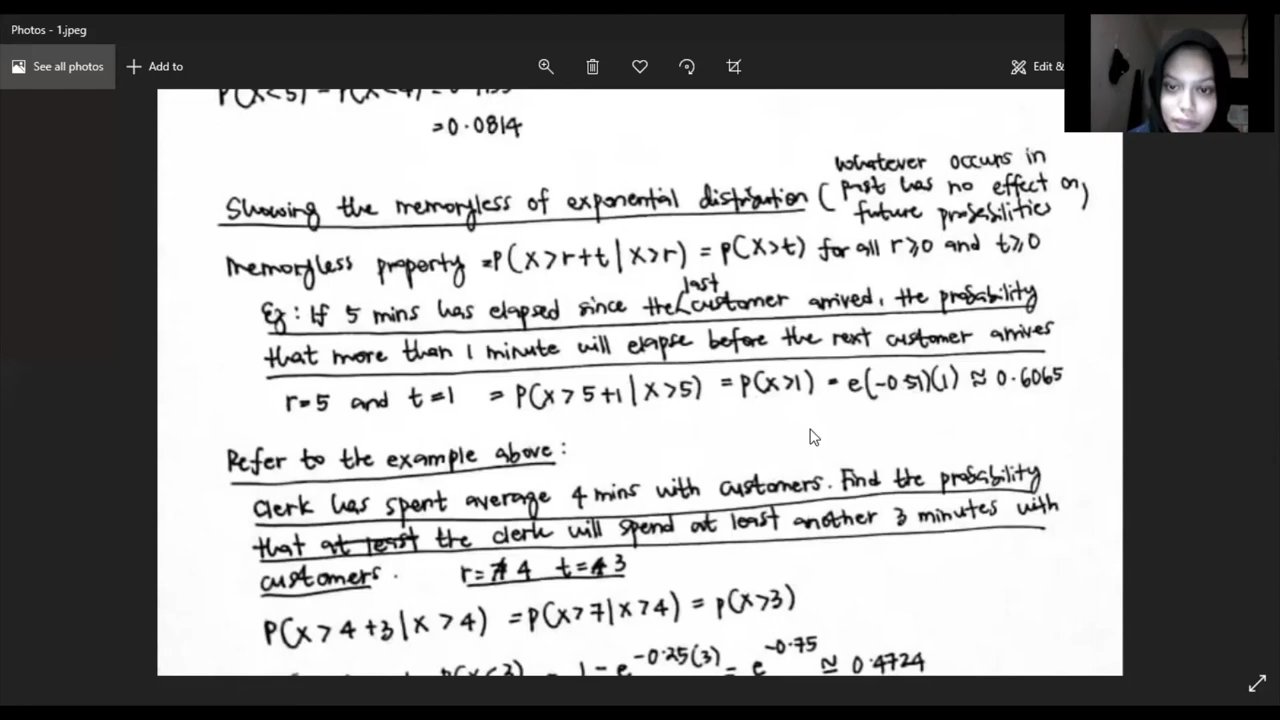 Photos - 1.jpeg
See all photos
Add to
Edit &
=0.0814
Showing the memoryless of exponential distribution (whatever occurs in
past has no effect on
future probabilities)
Memoryless property =P(X>r+t|X>r) = P(X>t) for all r≥0 and t≥0
Ex: If 5 mins has elapsed since the last customer arrived, the probability
that more than 1 minute will elapse before the next customer arrives
r=5 and t=1 = P(X>5+1|X>5) = P(X>1) = e(-0.51)(1) ≈ 0.6065
Refer to the example above:
Clerk has spent average 4 mins with customers. Find the probability
that at least the clerk will spend at least another 3 minutes with
customers. r=4 t=3
P(X>4+3|X>4) =P(X>7|X>4) = P(X>3)
P(X<3) = 1-e^-0.25(3) = e^-0.75 ≈ 0.4724